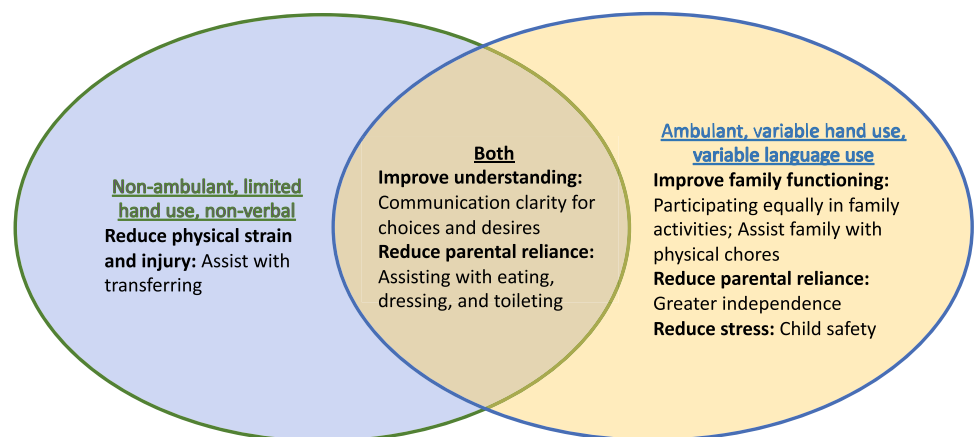 Non-ambulant, limited
hand use, non-verbal
Reduce physical strain
and injury: Assist with
transferring
Both
Improve understanding:
Communication clarity for
choices and desires
Reduce parental reliance:
Assisting with eating,
dressing, and toileting
Ambulant, variable hand use,
variable language use
Improve family functioning:
Participating equally in family
activities; Assist family with
physical chores
Reduce parental reliance:
Greater independence
Reduce stress: Child safety